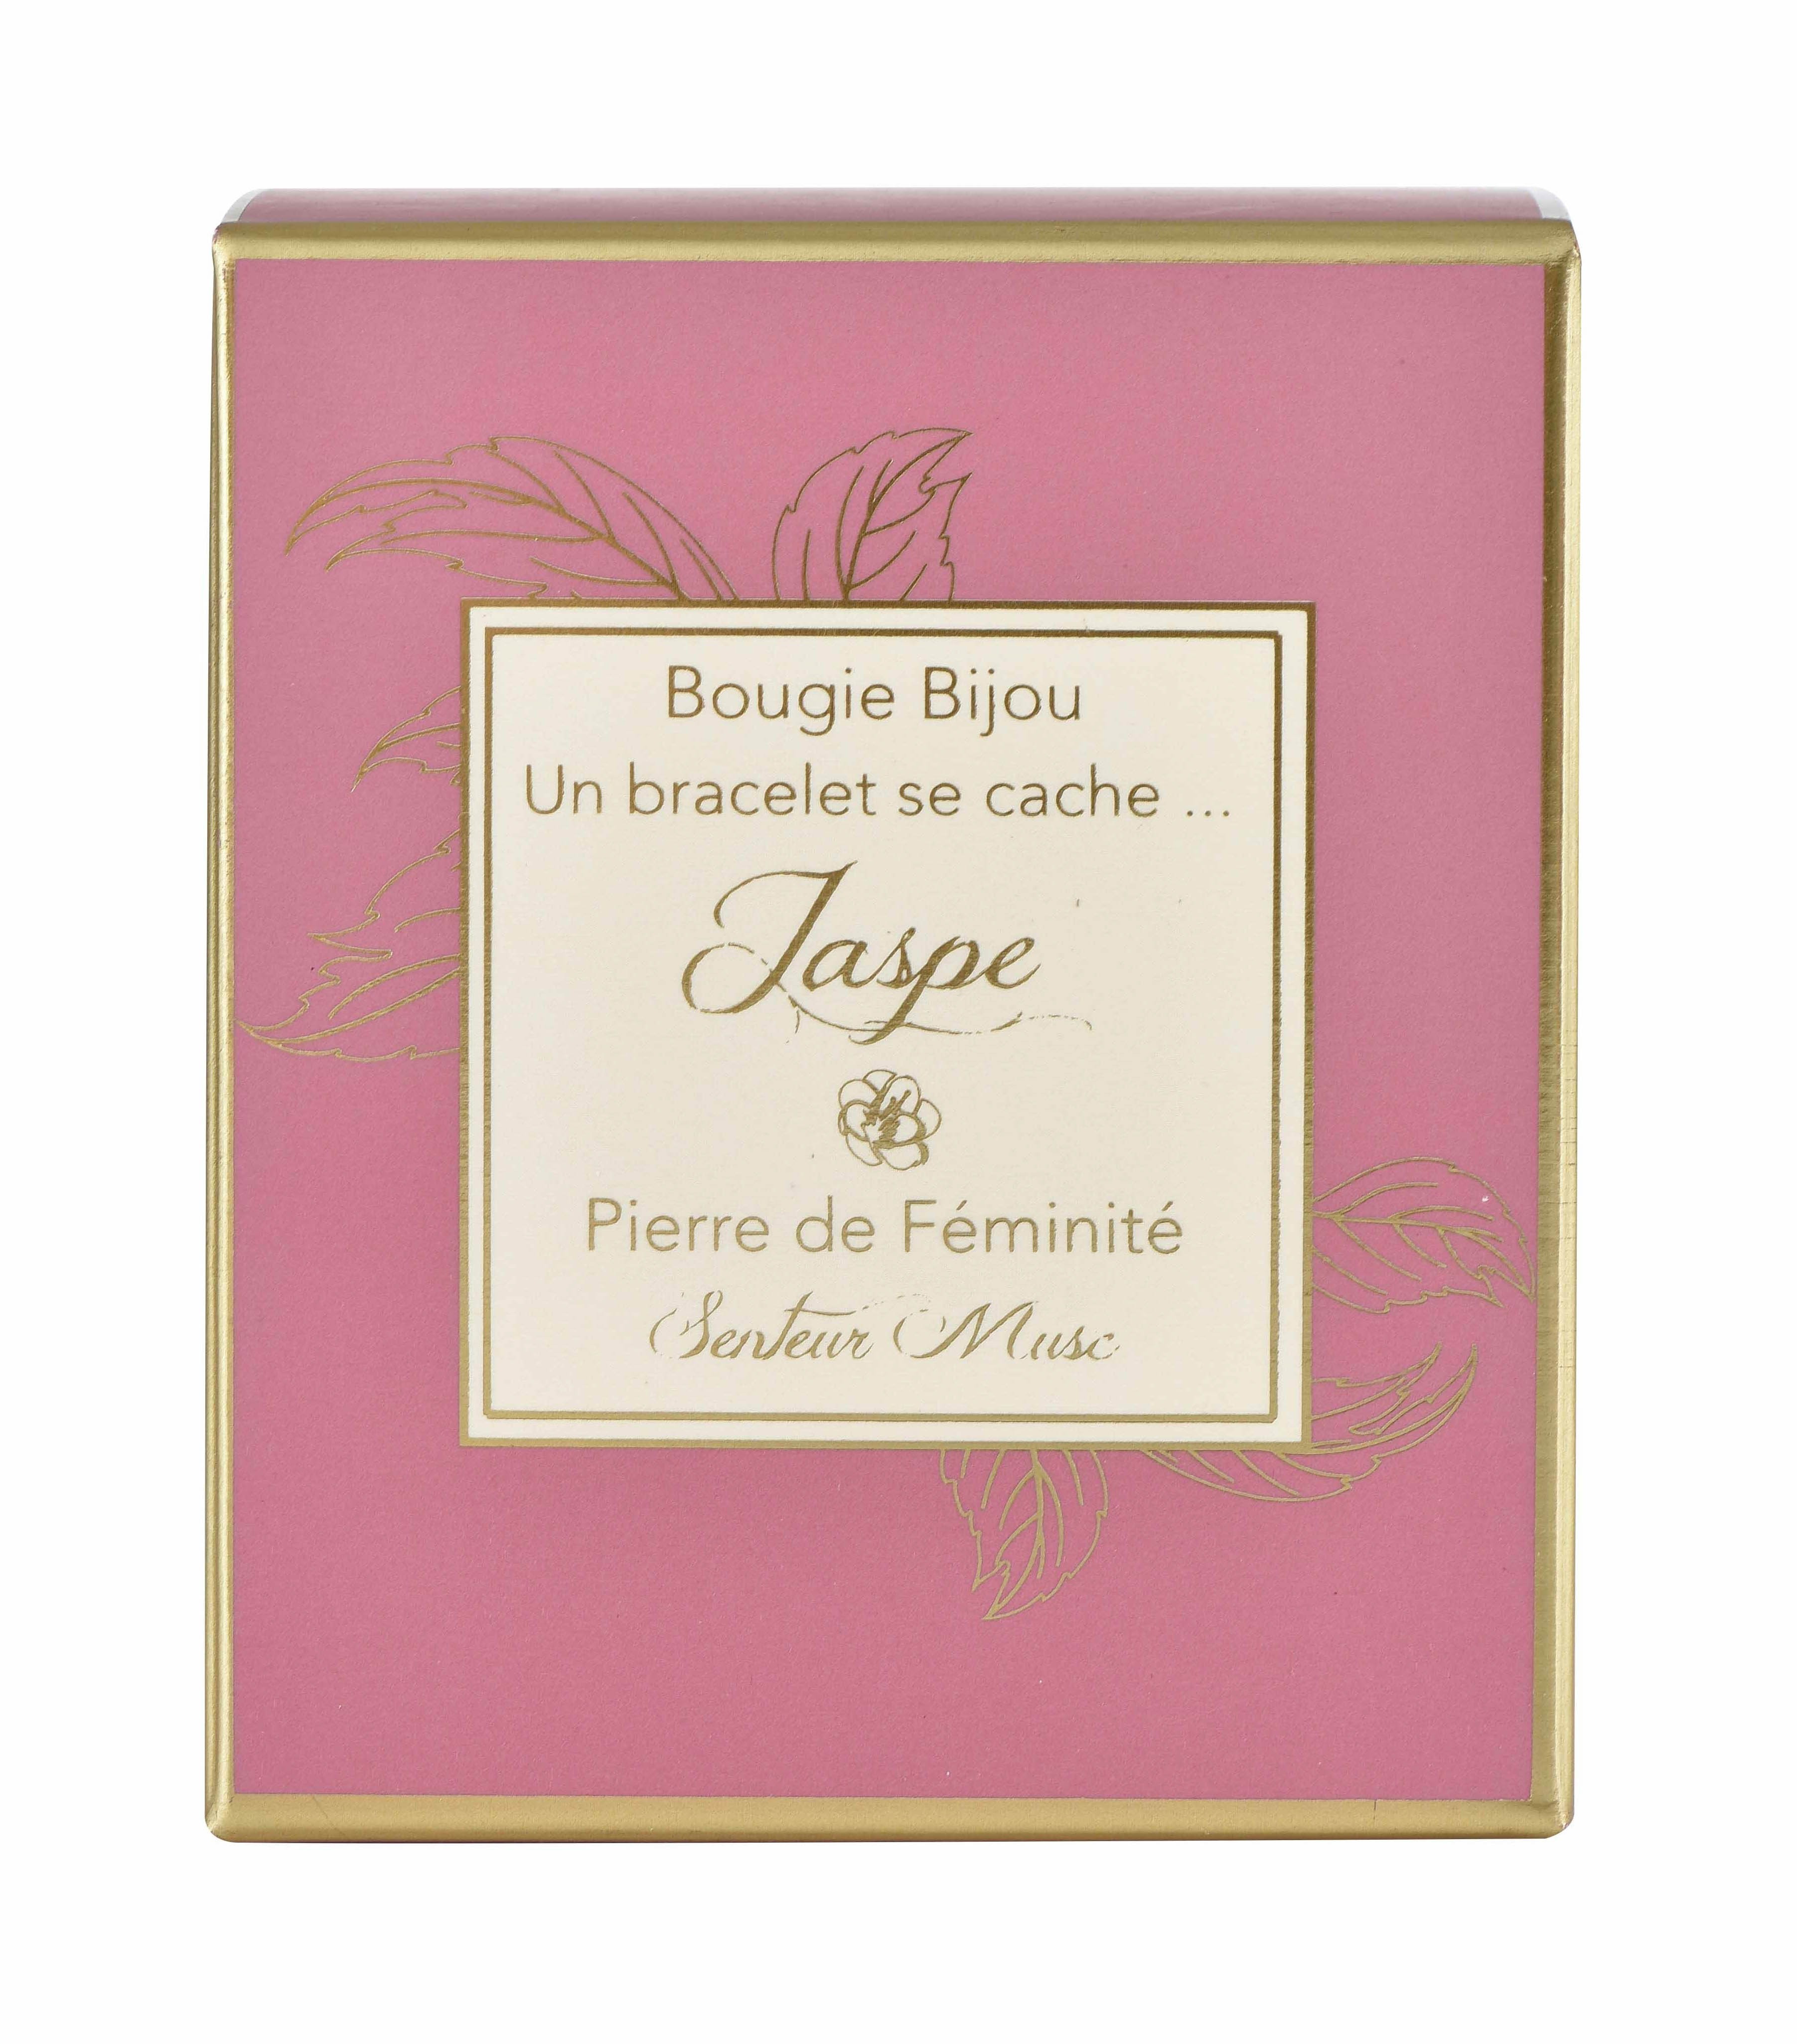 Bougie Bijou
Un bracelet se cache ...
Jaspe
Pierre de Féminité
Senteur Musc